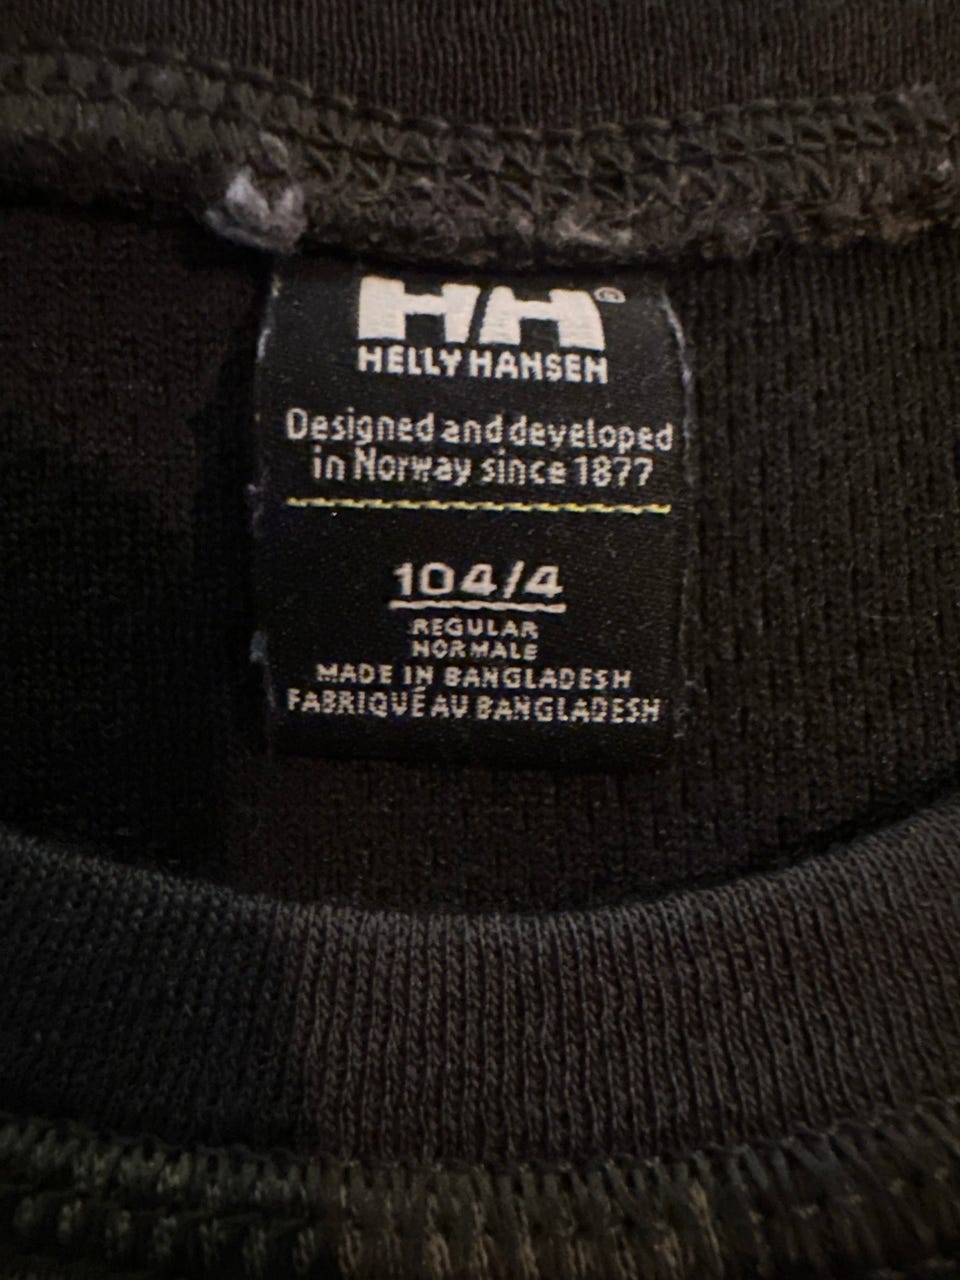 HH®
HELLY HANSEN
Designed and developed
in Norway since 1877
104/4
REGULAR
NORMALE
MADE IN BANGLADESH
FABRIQUÉ AU BANGLADESH